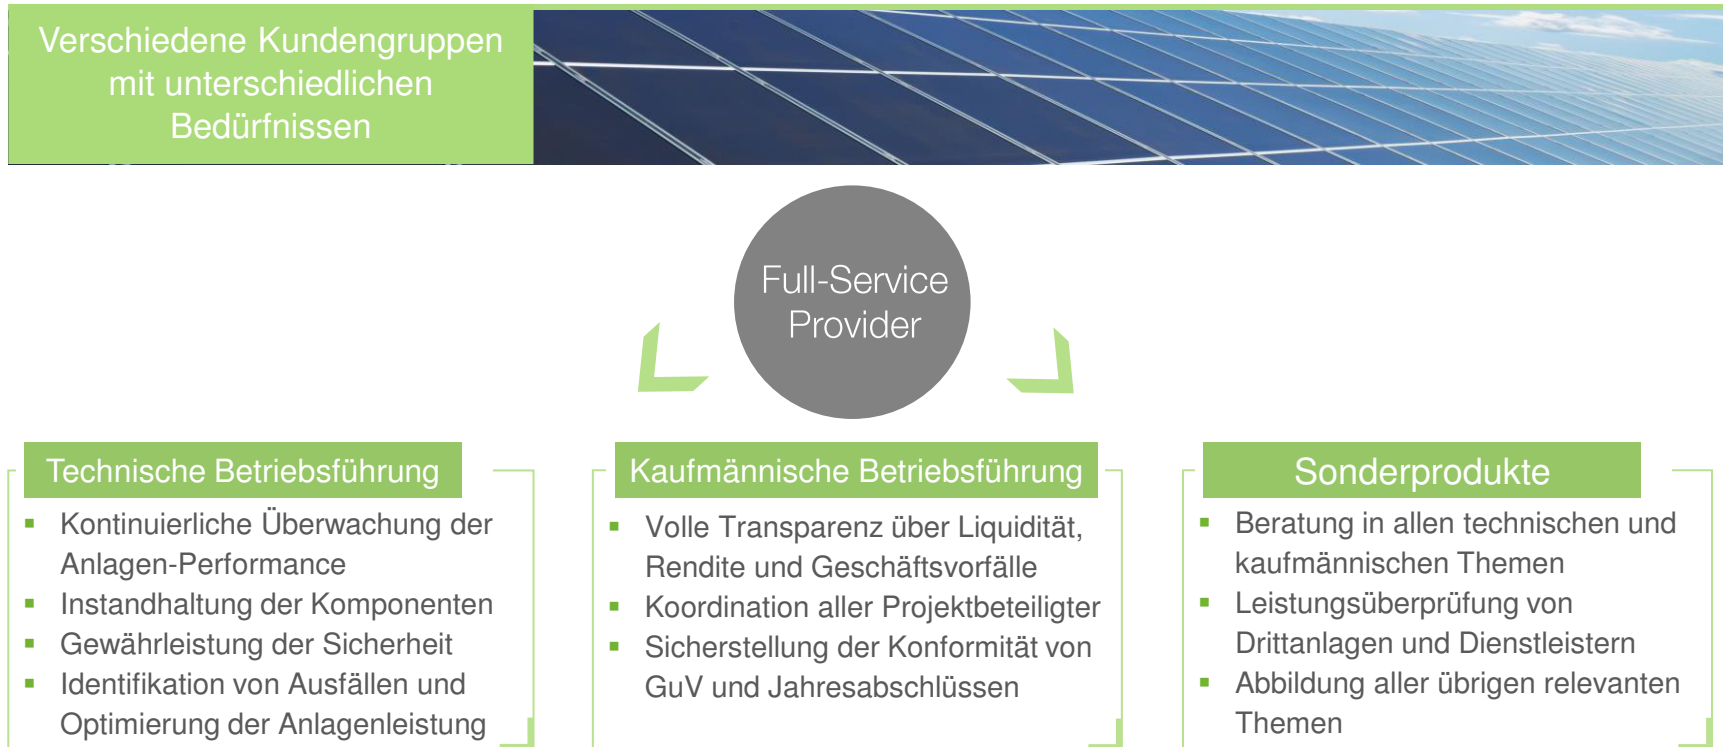 Verschiedene Kundengruppen
mit unterschiedlichen
Bedürfnissen
Full-Service
Provider
Technische Betriebsführung
▪ Kontinuierliche Überwachung der
Anlagen-Performance
▪ Instandhaltung der Komponenten
▪ Gewährleistung der Sicherheit
▪ Identifikation von Ausfällen und
Optimierung der Anlagenleistung
Kaufmännische Betriebsführung
▪ Volle Transparenz über Liquidität,
Rendite und Geschäftsvorfälle
▪ Koordination aller Projektbeteiligter
▪ Sicherstellung der Konformität von
GuV und Jahresabschlüssen
Sonderprodukte
▪ Beratung in allen technischen und
kaufmännischen Themen
▪ Leistungsüberprüfung von
Drittanlagen und Dienstleistern
▪ Abbildung aller übrigen relevanten
Themen